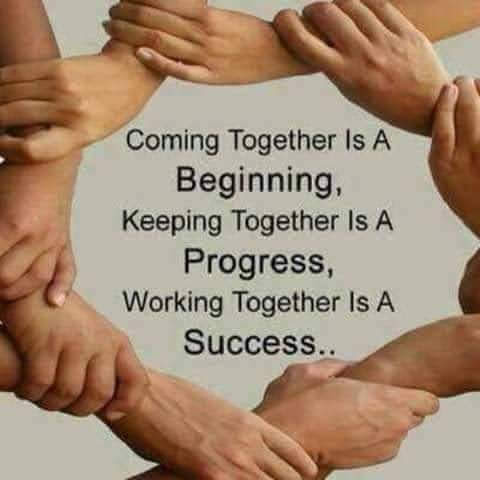 Coming Together Is A
Beginning,
Keeping Together Is A
Progress,
Working Together Is A
Success..